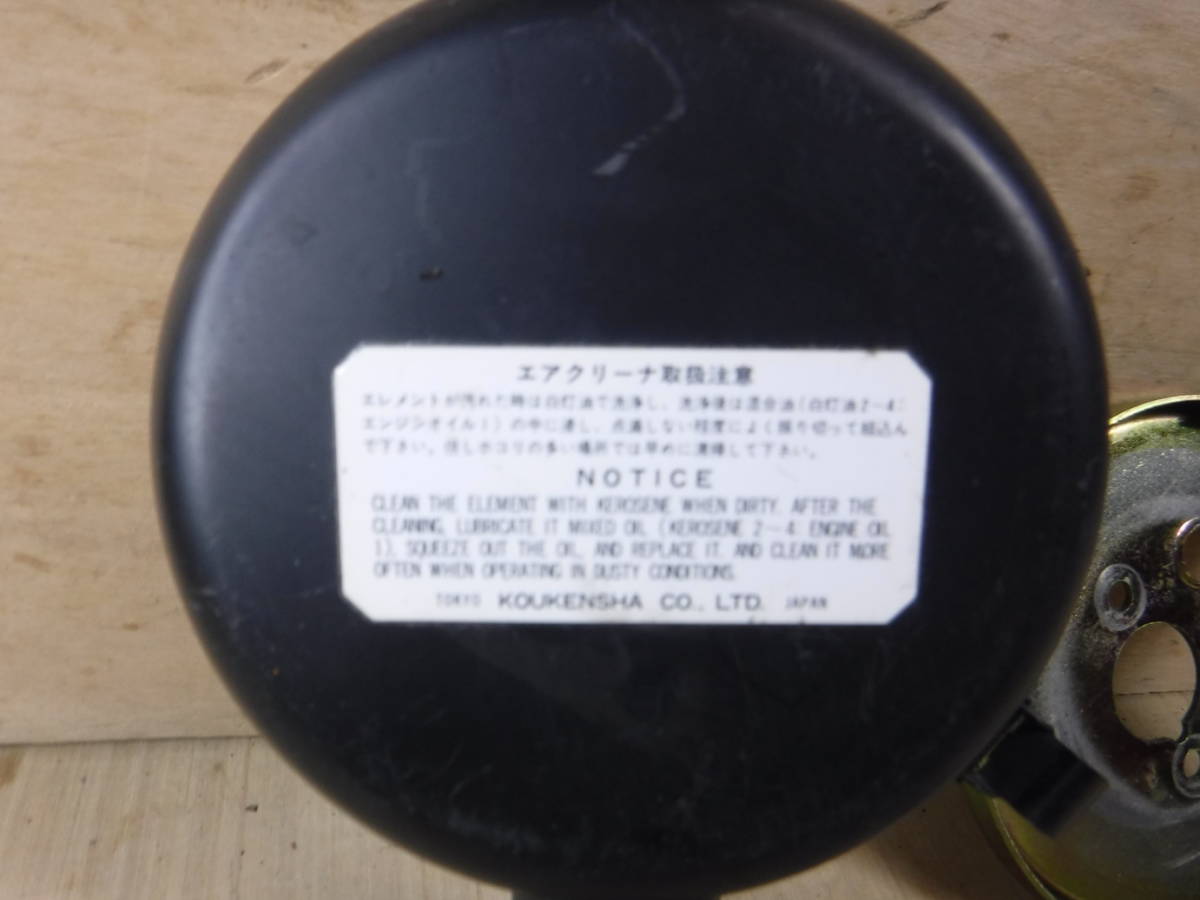 エアクリーナ取扱注意
エレメントが汚れた時は白灯油で洗浄し、洗浄後は混合油(白灯油2〜4:
エンジンオイル1)の中に浸し、点滴しない程度によく振り切って組込ん
で下さい。但しホコリの多い場所では早めに清掃して下さい。
NOTICE
CLEAN THE ELEMENT WITH KEROSENE WHEN DIRTY. AFTER THE
CLEANING, LUBRICATE IT MIXED OIL (KEROSENE 2〜4: ENGINE OIL
1), SQUEEZE OUT THE OIL, AND REPLACE IT. AND CLEAN IT MORE
OFTEN WHEN OPERATING IN DUSTY CONDITIONS.
TOKYO KOUKENSHA CO., LTD. JAPAN